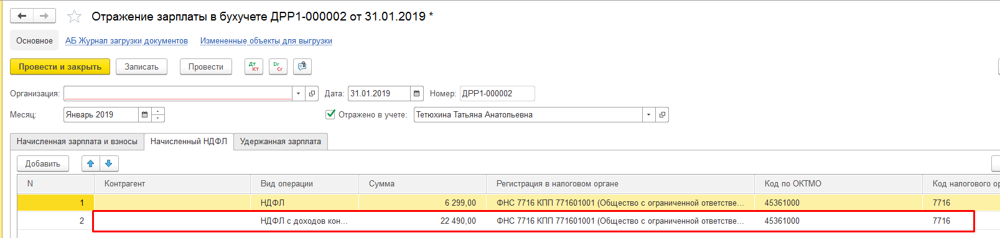 Отражение зарплаты в бухучете ДРР1-000002 от 31.01.2019 *
Основное АБ Журнал загрузки документов Измененные объекты для выгрузки
Провести и закрыть Записать Провести Дт Кт Dr Cr
Организация: Дата: 31.01.2019 Номер: ДРР1-000002
Месяц: Январь 2019 Отражено в учете: Тетюхина Татьяна Анатольевна
Начисленная зарплата и взносы Начисленный НДФЛ Удержанная зарплата
Добавить
N Контрагент Вид операции Сумма Регистрация в налоговом органе Код по ОКТМО Код налогового ор
1 НДФЛ 6 299,00 ФНС 7716 КПП 771601001 (Общество с ограниченной ответстве... 45361000 7716
2 НДФЛ с доходов кон... 22 490,00 ФНС 7716 КПП 771601001 (Общество с ограниченной ответстве... 45361000 7716